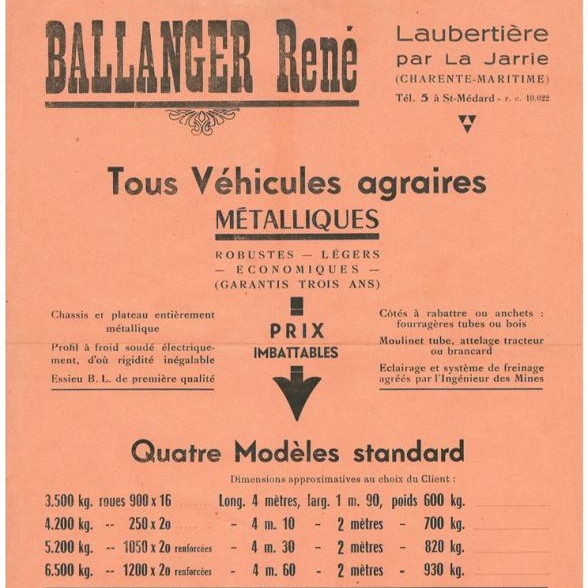 BALLANGER René
Laubertière
par La Jarrie
(CHARENTE-MARITIME)
Tél. 5 à St-Médard - r. c. 10.022
Tous Véhicules agraires
MÉTALLIQUES
ROBUSTES — LÉGERS
— ECONOMIQUES —
(GARANTIS TROIS ANS)
Chassis et plateau entièrement
métallique
Profil à froid soudé électrique-
ment, d'où rigidité inégalable
Essieu B. L. de première qualité
PRIX
IMBATTABLES
Côtés à rabattre ou anchets :
fourragères tubes ou bois
Moulinet tube, attelage tracteur
ou brancard
Eclairage et système de freinage
agréés par l'Ingénieur des Mines
Quatre Modèles standard
Dimensions approximatives au choix du Client :
3.500 kg. roues 900 x 16 Long. 4 mètres, larg. 1 m. 90, poids 600 kg.
4.200 kg. -- 250 x 20 - 4 m. 10 - 2 mètres - 700 kg.
5.200 kg. -- 1050 x 20 renforcées - 4 m. 30 - 2 mètres - 820 kg.
6.500 kg. -- 1200 x 20 renforcées - 4 m. 60 - 2 mètres - 930 kg.